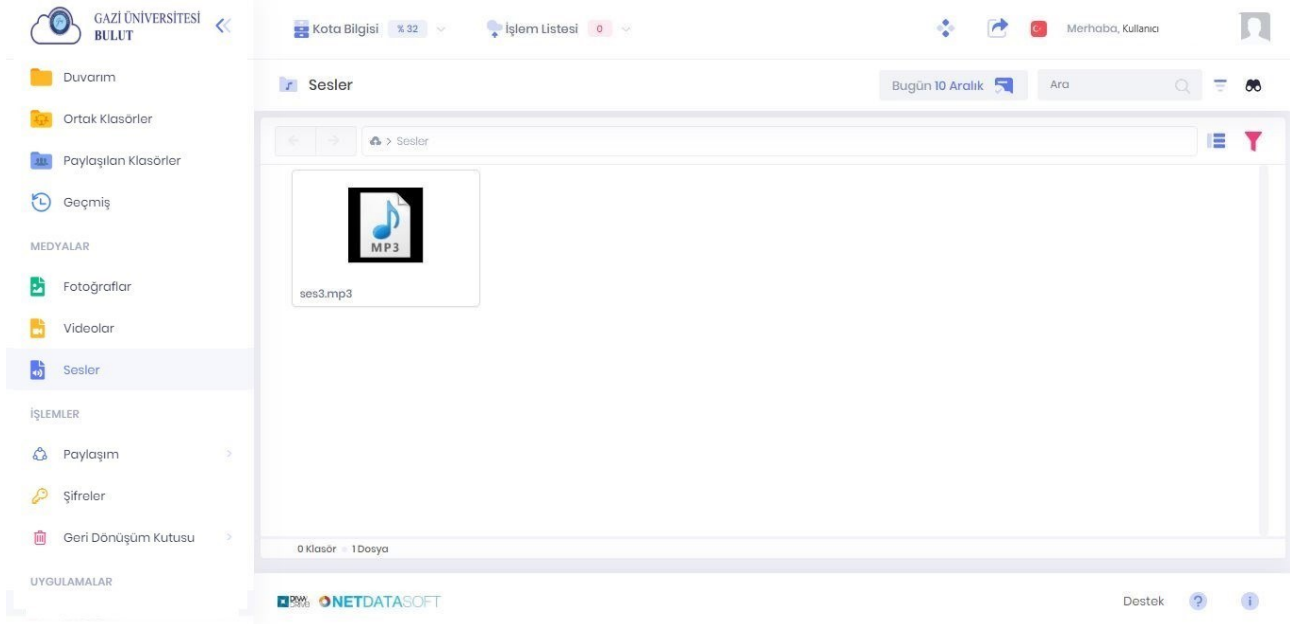 GAZİ ÜNİVERSİTESİ
BULUT
Kota Bilgisi % 32
İşlem Listesi 0
Merhaba, Kullanıcı
Duvarım
Ortak Klasörler
Paylaşılan Klasörler
Geçmiş
MEDYALAR
Fotoğraflar
Videolar
Sesler
İŞLEMLER
Paylaşım
Şifreler
Geri Dönüşüm Kutusu
UYGULAMALAR
Sesler
Bugün 10 Aralık
Ara
> Sesler
MP3
ses3.mp3
0 Klasör 1 Dosya
NETDATASOFT
Destek